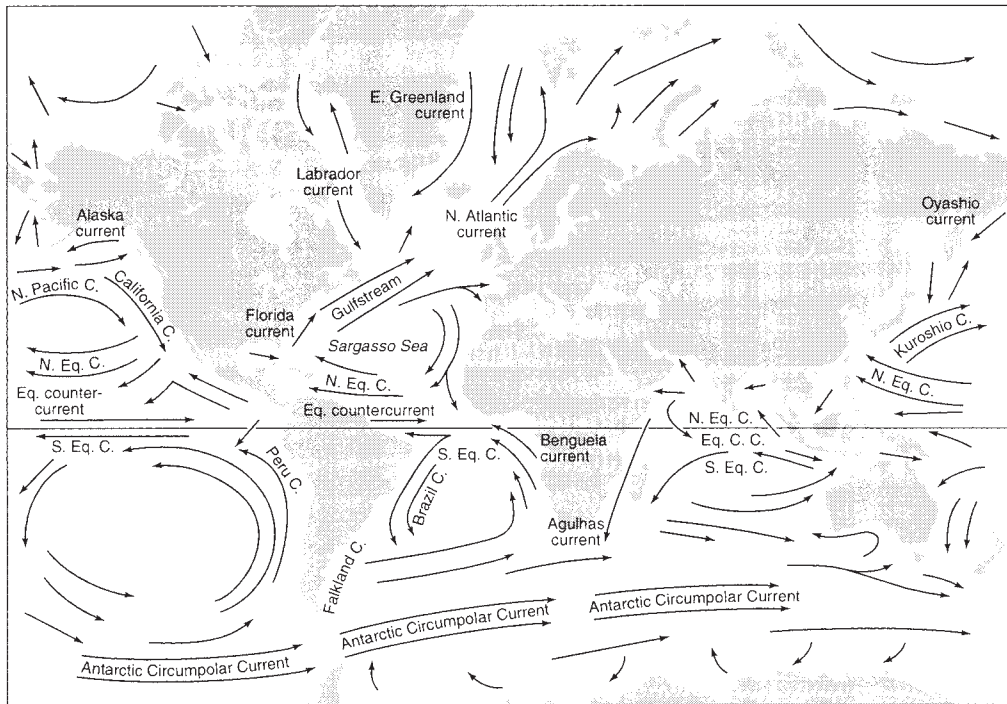 E. Greenland
current
Labrador
current
N. Atlantic
current
Oyashio
current
Alaska
current
N. Pacific C.
California C.
Florida
current
Gulfstream
Kuroshio C.
Sargasso Sea
N. Eq. C.
N. Eq. C.
N. Eq. C.
Eq. counter-
current
Eq. countercurrent
N. Eq. C.
S. Eq. C.
Peru C.
S. Eq. C.
Bengueia
current
Eq. C. C.
S. Eq. C.
Brazil C.
Agulhas
current
Falkland C.
Antarctic Circumpolar Current
Antarctic Circumpolar Current
Antarctic Circumpolar Current